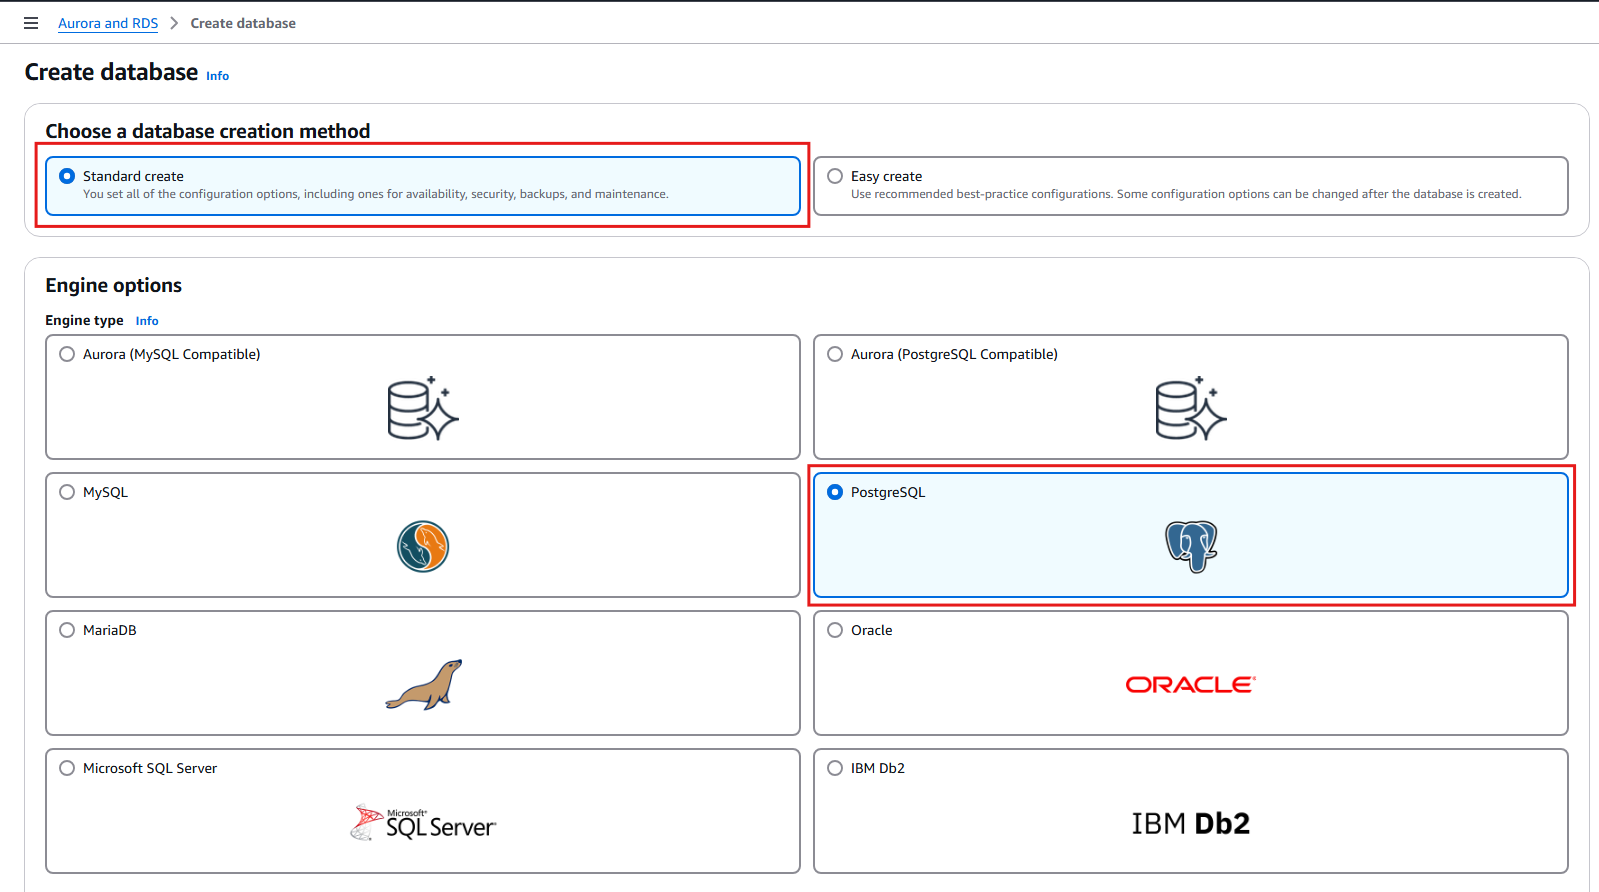 Aurora and RDS > Create database
Create database Info
Choose a database creation method
Standard create
You set all of the configuration options, including ones for availability, security, backups, and maintenance.
Easy create
Use recommended best-practice configurations. Some configuration options can be changed after the database is created.
Engine options
Engine type Info
Aurora (MySQL Compatible)
Aurora (PostgreSQL Compatible)
MySQL
PostgreSQL
MariaDB
Oracle
ORACLE
Microsoft SQL Server
Microsoft
SQL Server
IBM Db2
IBM Db2